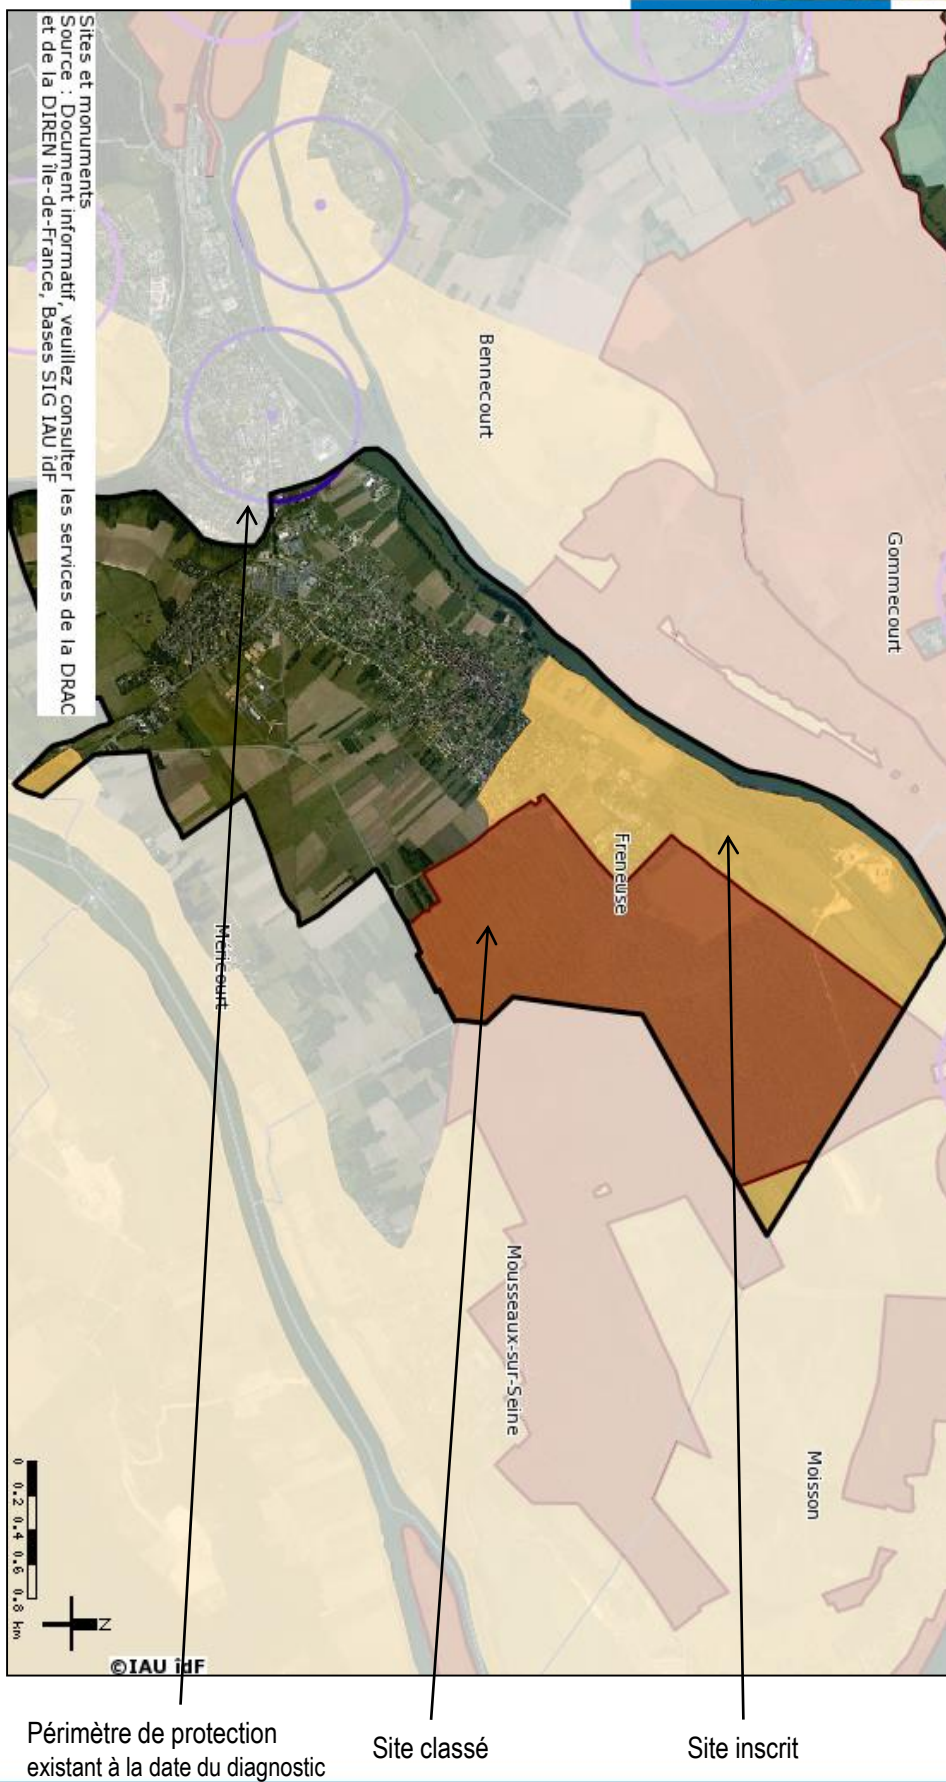 Sites et monuments
Source : Document informatif, veuillez consulter les services de la DRAC
et de la DIREN Île-de-France, Bases SIG IAU îdF
Bennecourt
Gommecourt
Freneuse
Méricourt
Mousseaux-sur-Seine
Moisson
0 0.2 0.4 0.6 0.8 km
N
©IAU îdF
Périmètre de protection
existant à la date du diagnostic
Site classé
Site inscrit